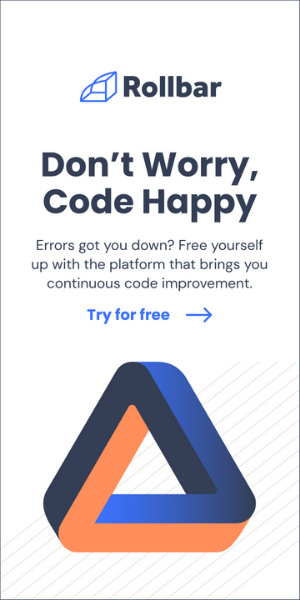 Rollbar
Don’t Worry,
Code Happy
Errors got you down? Free yourself
up with the platform that brings you
continuous code improvement.
Try for free